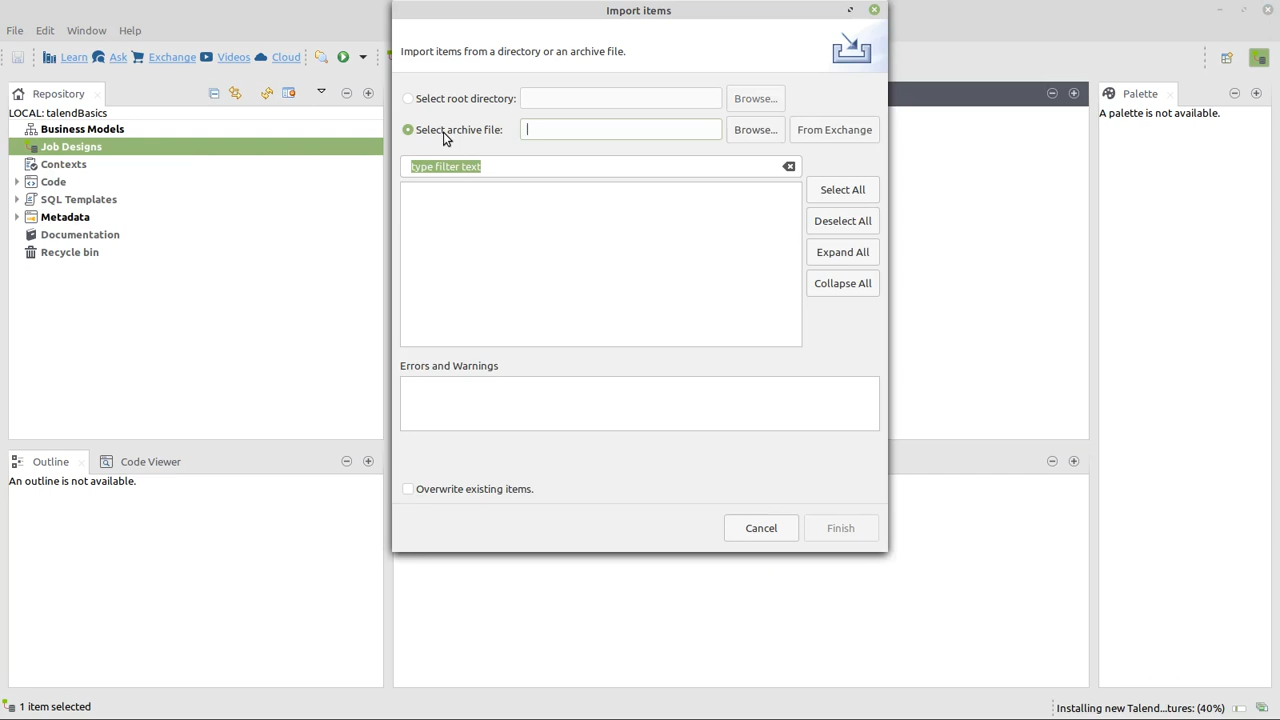 Import items
File Edit Window Help
Import items from a directory or an archive file.
Learn Ask Exchange Videos Cloud
Repository
LOCAL: talendBasics
Business Models
Job Designs
Contexts
Code
SQL Templates
Metadata
Documentation
Recycle bin
Select root directory: Browse...
Select archive file: Browse... From Exchange
type filter text
Select All
Deselect All
Expand All
Collapse All
Errors and Warnings
Overwrite existing items.
Cancel Finish
Palette
A palette is not available.
Outline Code Viewer
An outline is not available.
1 item selected
Installing new Talend...tures: (40%)